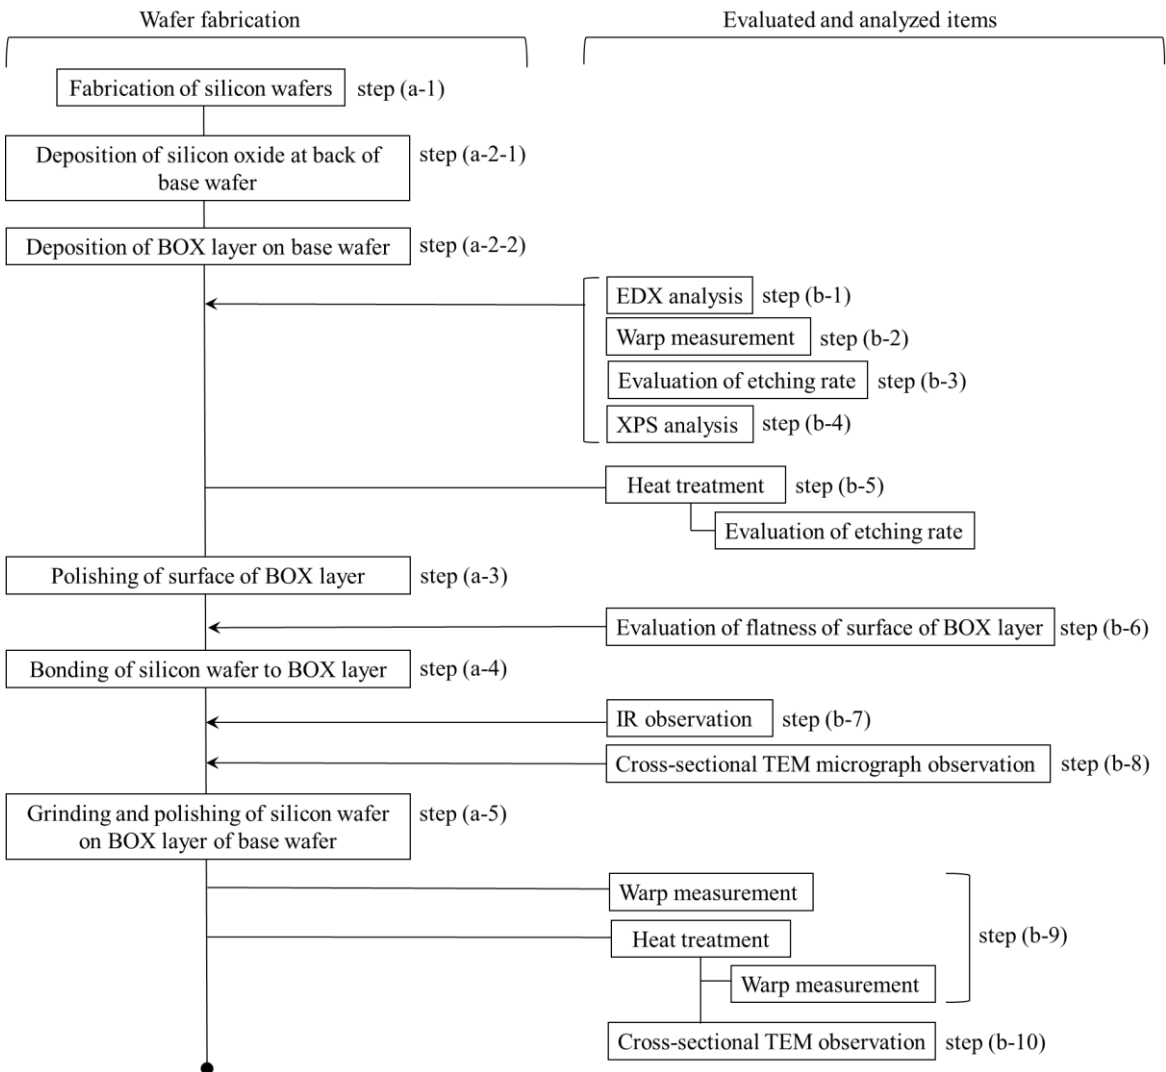 Wafer fabrication
Evaluated and analyzed items
Fabrication of silicon wafers step (a-1)
Deposition of silicon oxide at back of
base wafer
step (a-2-1)
Deposition of BOX layer on base wafer step (a-2-2)
EDX analysis step (b-1)
Warp measurement step (b-2)
Evaluation of etching rate step (b-3)
XPS analysis step (b-4)
Heat treatment step (b-5)
Evaluation of etching rate
Polishing of surface of BOX layer step (a-3)
Evaluation of flatness of surface of BOX layer step (b-6)
Bonding of silicon wafer to BOX layer step (a-4)
IR observation step (b-7)
Cross-sectional TEM micrograph observation step (b-8)
Grinding and polishing of silicon wafer
on BOX layer of base wafer
step (a-5)
Warp measurement
Heat treatment
step (b-9)
Warp measurement
Cross-sectional TEM observation step (b-10)